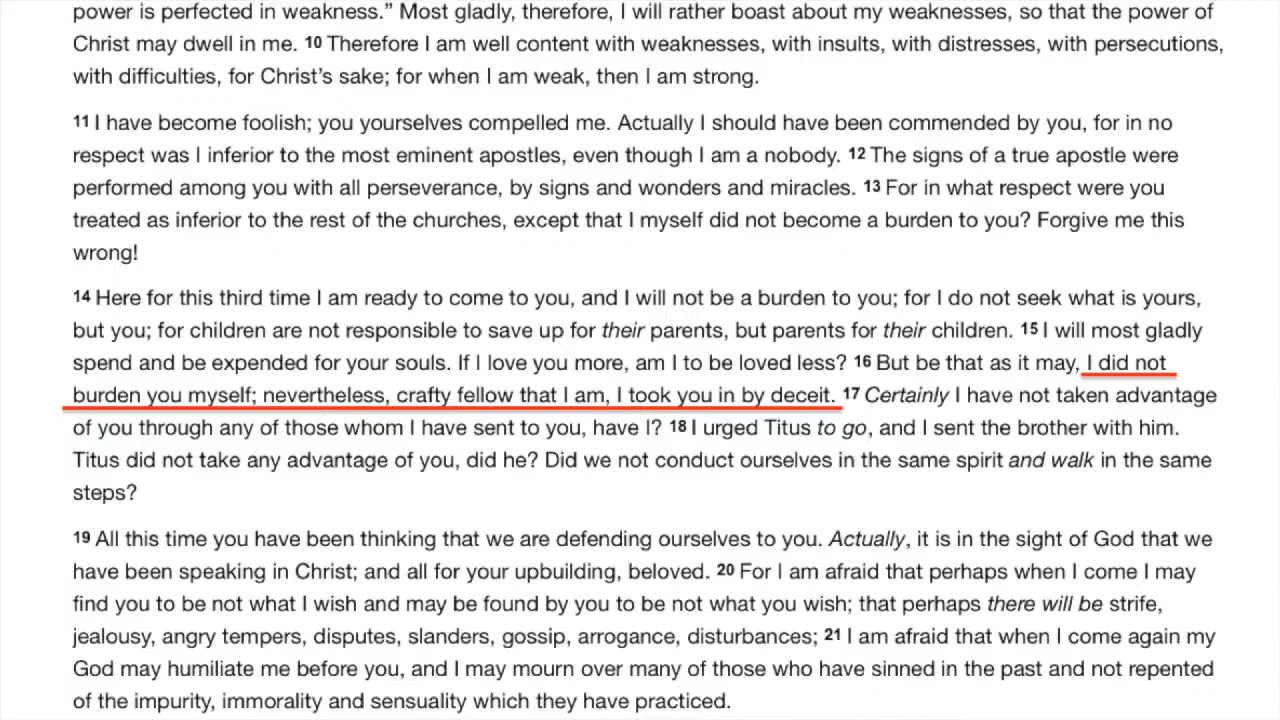 power is perfected in weakness.” Most gladly, therefore, I will rather boast about my weaknesses, so that the power of
Christ may dwell in me. 10 Therefore I am well content with weaknesses, with insults, with distresses, with persecutions,
with difficulties, for Christ’s sake; for when I am weak, then I am strong.
11 I have become foolish; you yourselves compelled me. Actually I should have been commended by you, for in no
respect was I inferior to the most eminent apostles, even though I am a nobody. 12 The signs of a true apostle were
performed among you with all perseverance, by signs and wonders and miracles. 13 For in what respect were you
treated as inferior to the rest of the churches, except that I myself did not become a burden to you? Forgive me this
wrong!
14 Here for this third time I am ready to come to you, and I will not be a burden to you; for I do not seek what is yours,
but you; for children are not responsible to save up for their parents, but parents for their children. 15 I will most gladly
spend and be expended for your souls. If I love you more, am I to be loved less? 16 But be that as it may, I did not
burden you myself; nevertheless, crafty fellow that I am, I took you in by deceit. 17 Certainly I have not taken advantage
of you through any of those whom I have sent to you, have I? 18 I urged Titus to go, and I sent the brother with him.
Titus did not take any advantage of you, did he? Did we not conduct ourselves in the same spirit and walk in the same
steps?
19 All this time you have been thinking that we are defending ourselves to you. Actually, it is in the sight of God that we
have been speaking in Christ; and all for your upbuilding, beloved. 20 For I am afraid that perhaps when I come I may
find you to be not what I wish and may be found by you to be not what you wish; that perhaps there will be strife,
jealousy, angry tempers, disputes, slanders, gossip, arrogance, disturbances; 21 I am afraid that when I come again my
God may humiliate me before you, and I may mourn over many of those who have sinned in the past and not repented
of the impurity, immorality and sensuality which they have practiced.